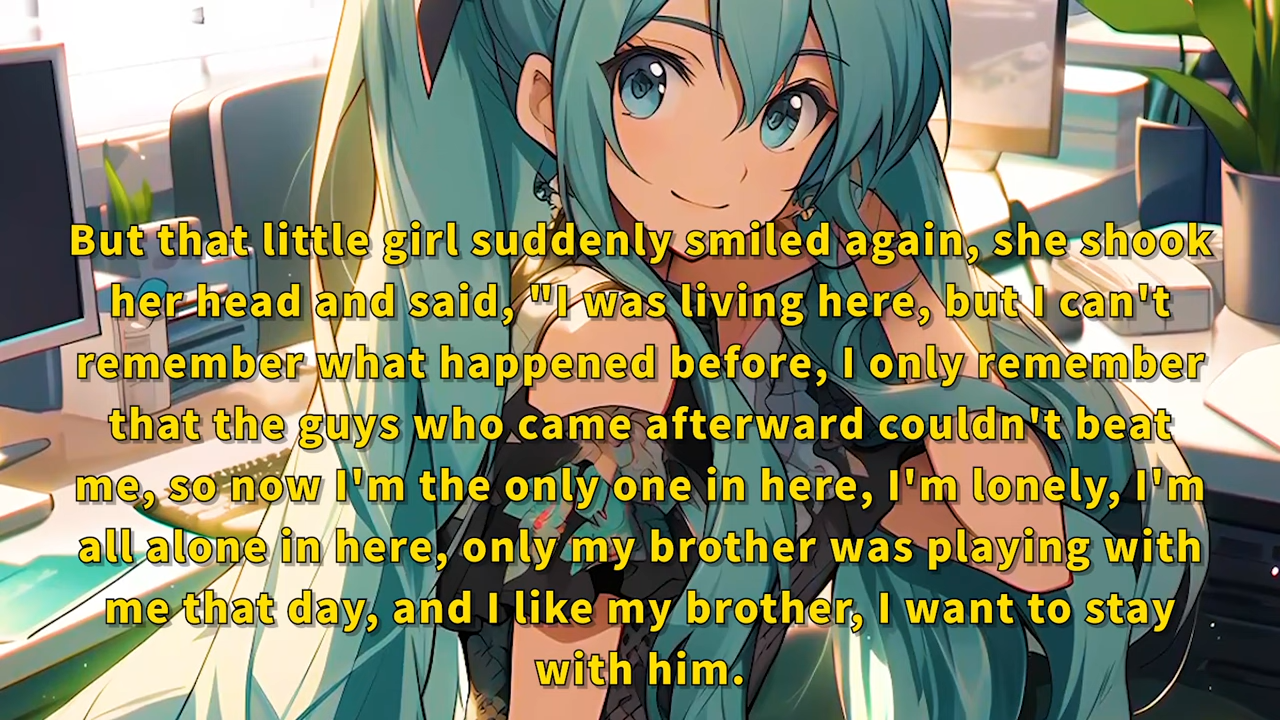 But that little girl suddenly smiled again, she shook
her head and said, "I was living here, but I can't
remember what happened before, I only remember
that the guys who came afterward couldn't beat
me, so now I'm the only one in here, I'm lonely, I'm
all alone in here, only my brother was playing with
me that day, and I like my brother, I want to stay
with him.